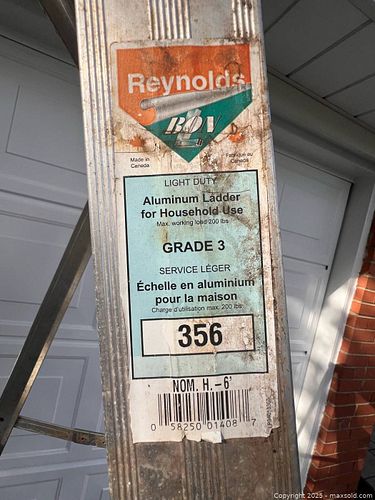 Reynolds
BON
Made in
Canada
Fabriqué au
Canada
LIGHT DUTY
Aluminum Ladder
for Household Use
Max. working load 200 lbs
GRADE 3
SERVICE LÉGER
Échelle en aluminium
pour la maison
Charge d'utilisation max. 200 lbs
356
NOM. H.-6'
0 58250 01408 7
Copyright 2025 - maxsold.com